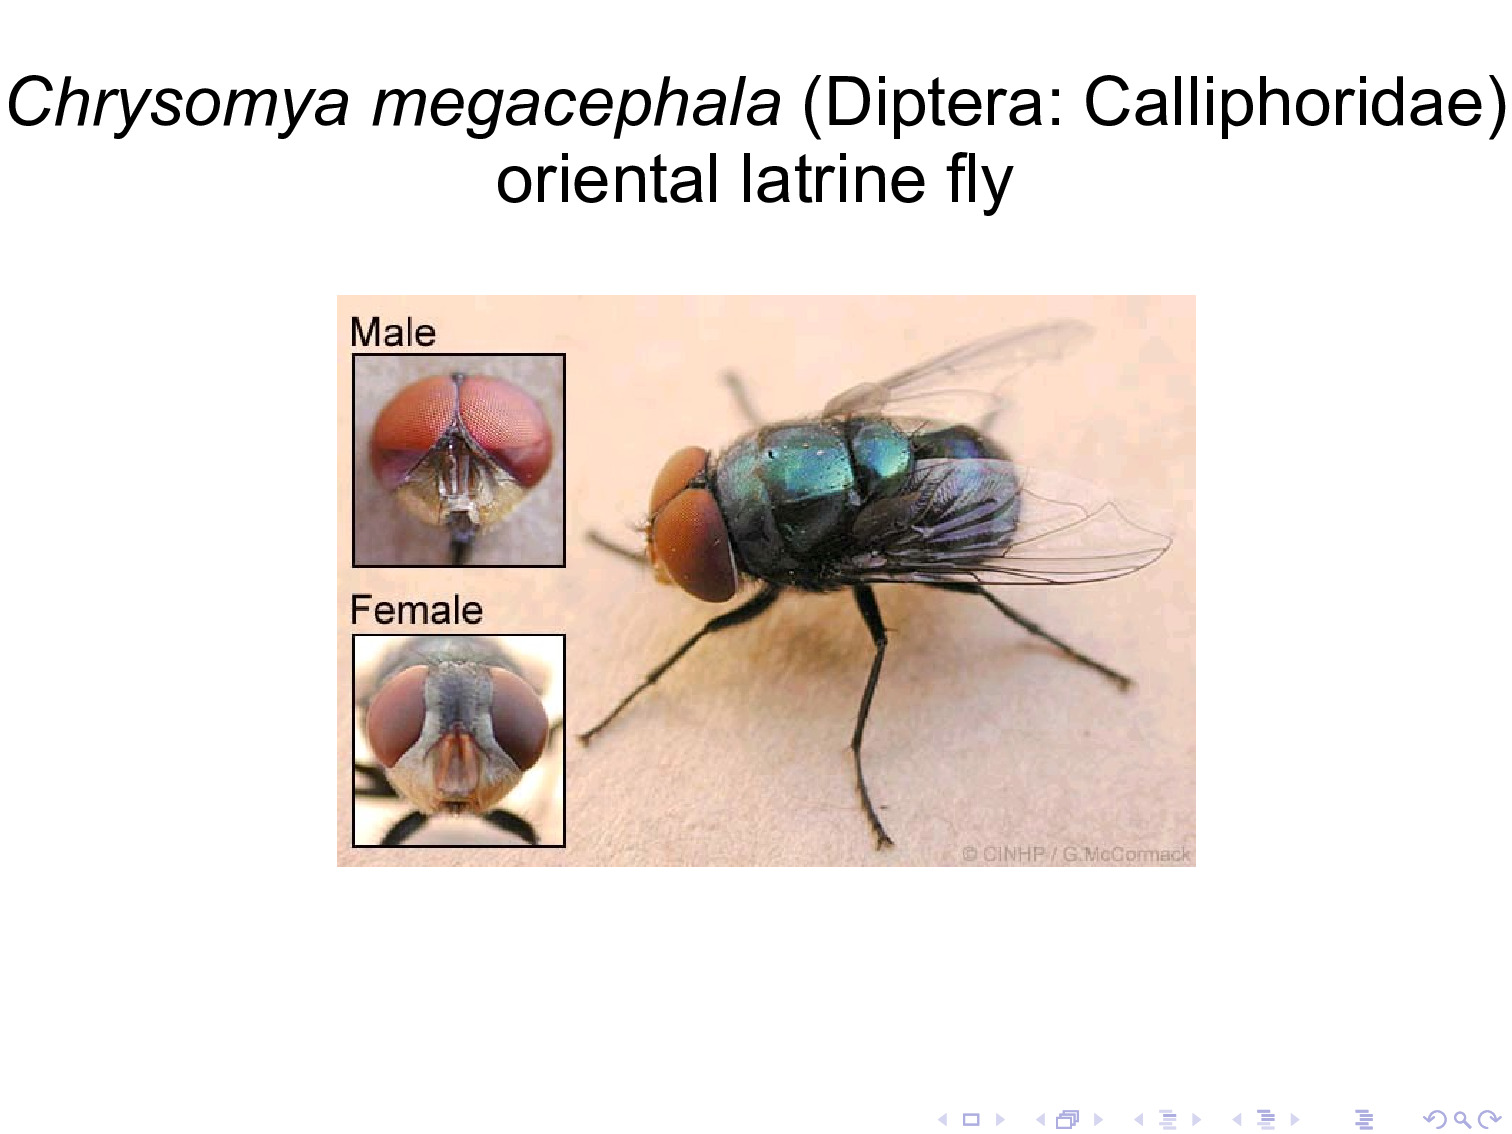 Chrysomya megacephala (Diptera: Calliphoridae)
oriental latrine fly
Male
Female
© CINHP / G.McCormack